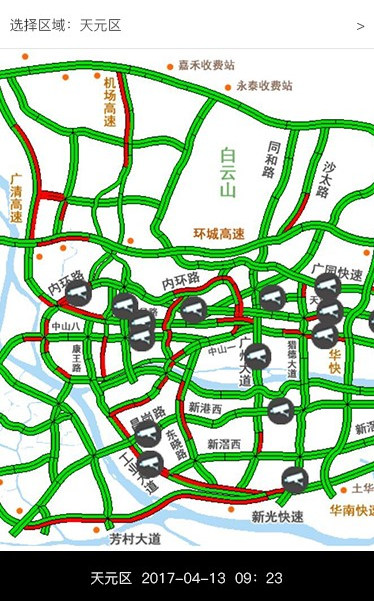 选择区域：天元区 >
嘉禾收费站
永泰收费站
机场高速
白云山
同和路
沙太路
广清高速
环城高速
内环路
内环路
广园快速
天
中山八
中山一
广州大道
猎德大道
华快
康王路
新港西
昌岗路
东晓路
新滘西
新滘
工业大道
土华
新光快速
华南快速
芳村大道
天元区 2017-04-13 09：23